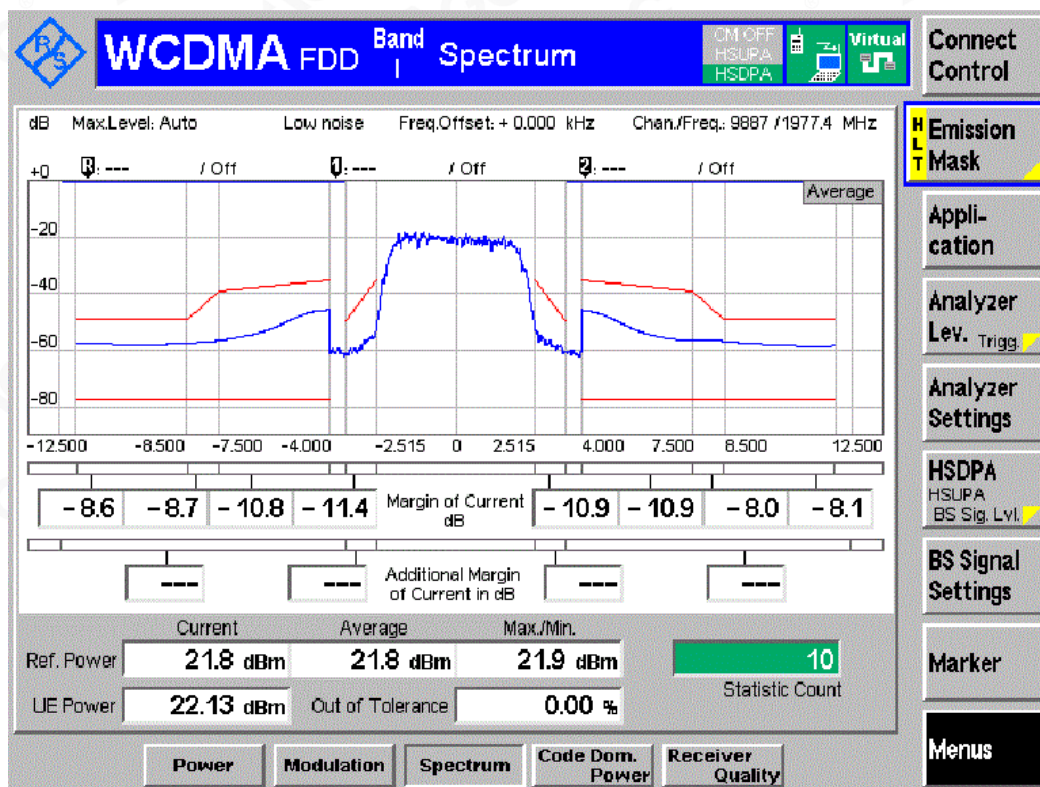 R S
WCDMA FDD Band I Spectrum
CM OFF
HSUPA
HSDPA
Virtual
Connect Control
dB Max.Level: Auto Low noise Freq.Offset: + 0.000 kHz Chan./Freq.: 9887 /1977.4 MHz
HLT
Emission Mask
R: --- / Off 1: --- / Off 2: --- / Off
Average
+0
-20
-40
-60
-80
-12.500 -8.500 -7.500 -4.000 -2.515 0 2.515 4.000 7.500 8.500 12.500
Appli-
cation
Analyzer
Lev. Trigg.
Analyzer
Settings
HSDPA
HSUPA
BS Sig. Lvl.
BS Signal
Settings
Marker
Menus
- 8.6 - 8.7 - 10.8 - 11.4 Margin of Current dB - 10.9 - 10.9 - 8.0 - 8.1
--- --- Additional Margin of Current in dB --- ---
Current Average Max./Min.
Ref. Power 21.8 dBm 21.8 dBm 21.9 dBm 10
Statistic Count
UE Power 22.13 dBm Out of Tolerance 0.00 %
Power Modulation Spectrum Code Dom. Power Receiver Quality